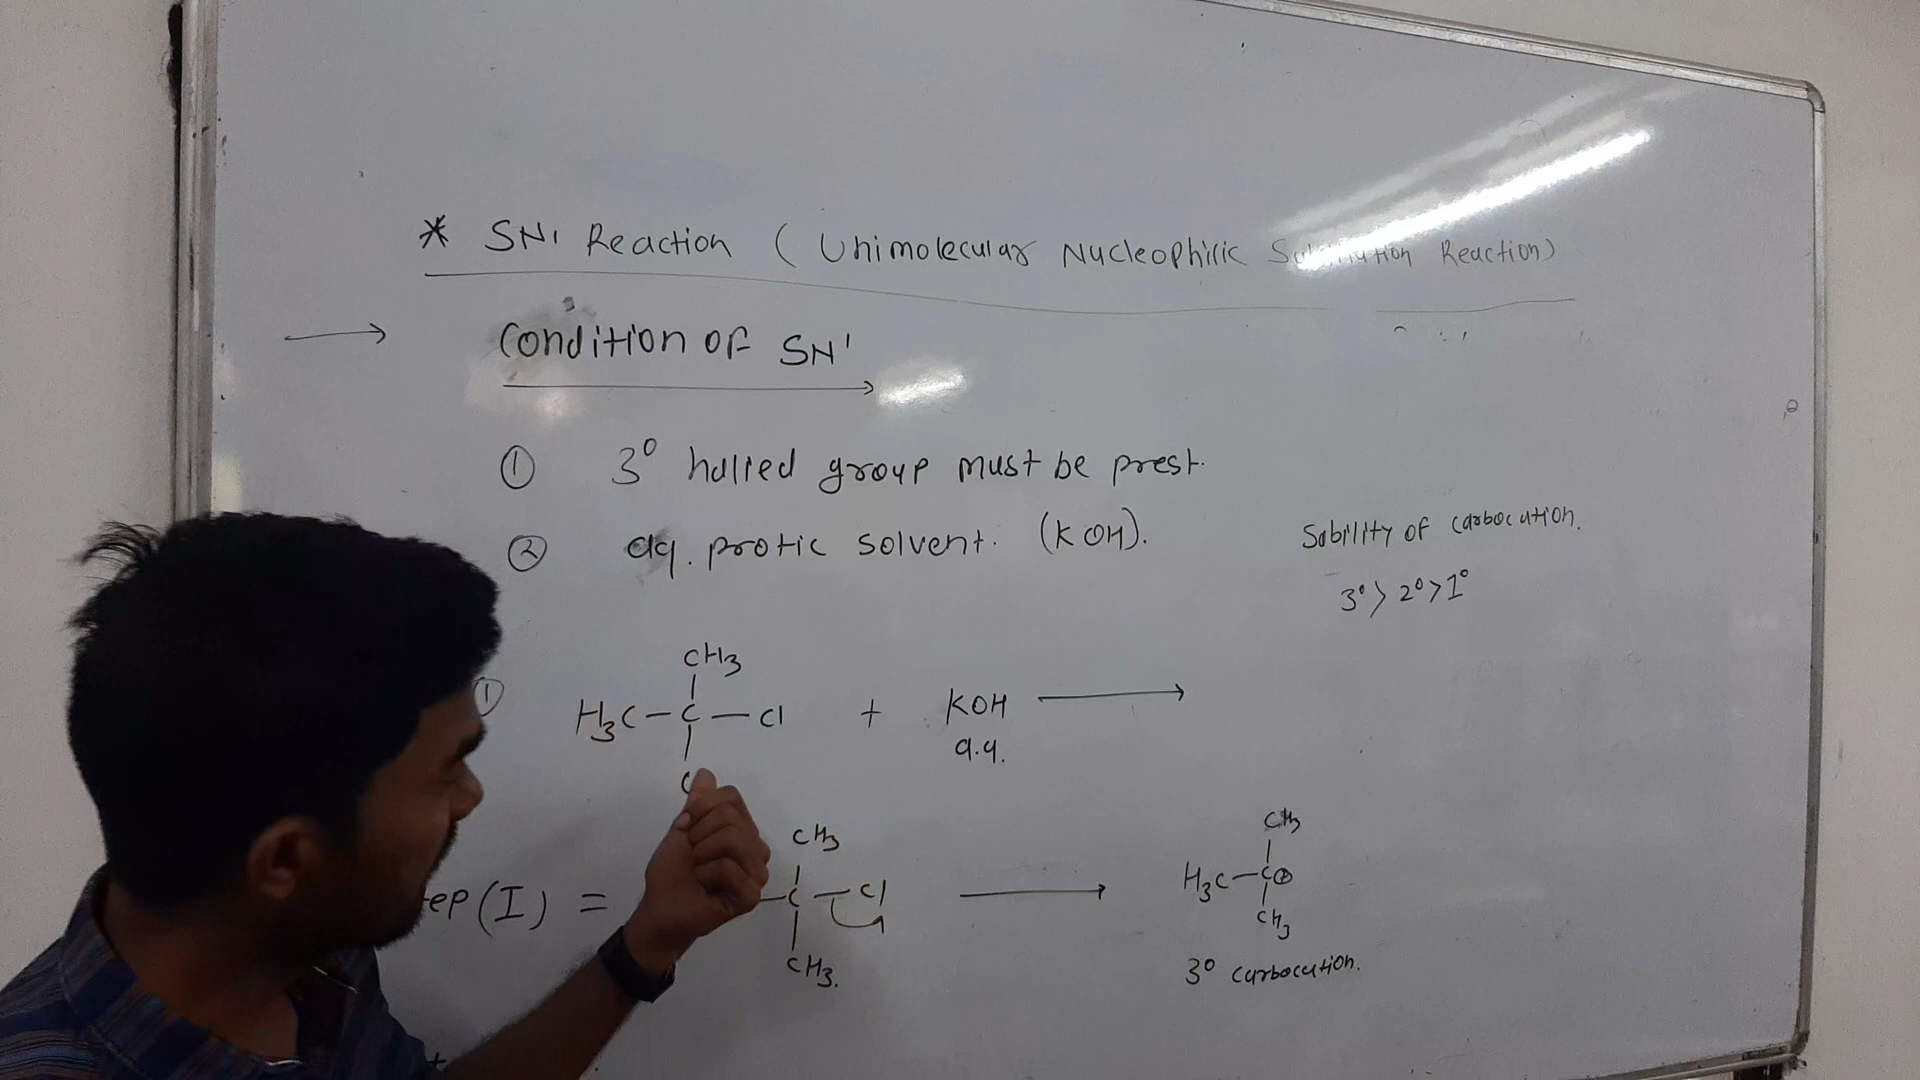 * SN1 Reaction ( Unimolecular Nucleophilic Reaction)
Condition OF SN1
① 3° halied group must be prest.
② aq. protic solvent. (KOH).
Sability of carbocation.
3° > 2° > 1°
①
CH3
H3C – C – Cl + KOH ⟶
a.q.
CH3
ep (I) = – C – Cl ⟶
CH3.
CH3
H3C – C⊕
CH3
3° carbocation.